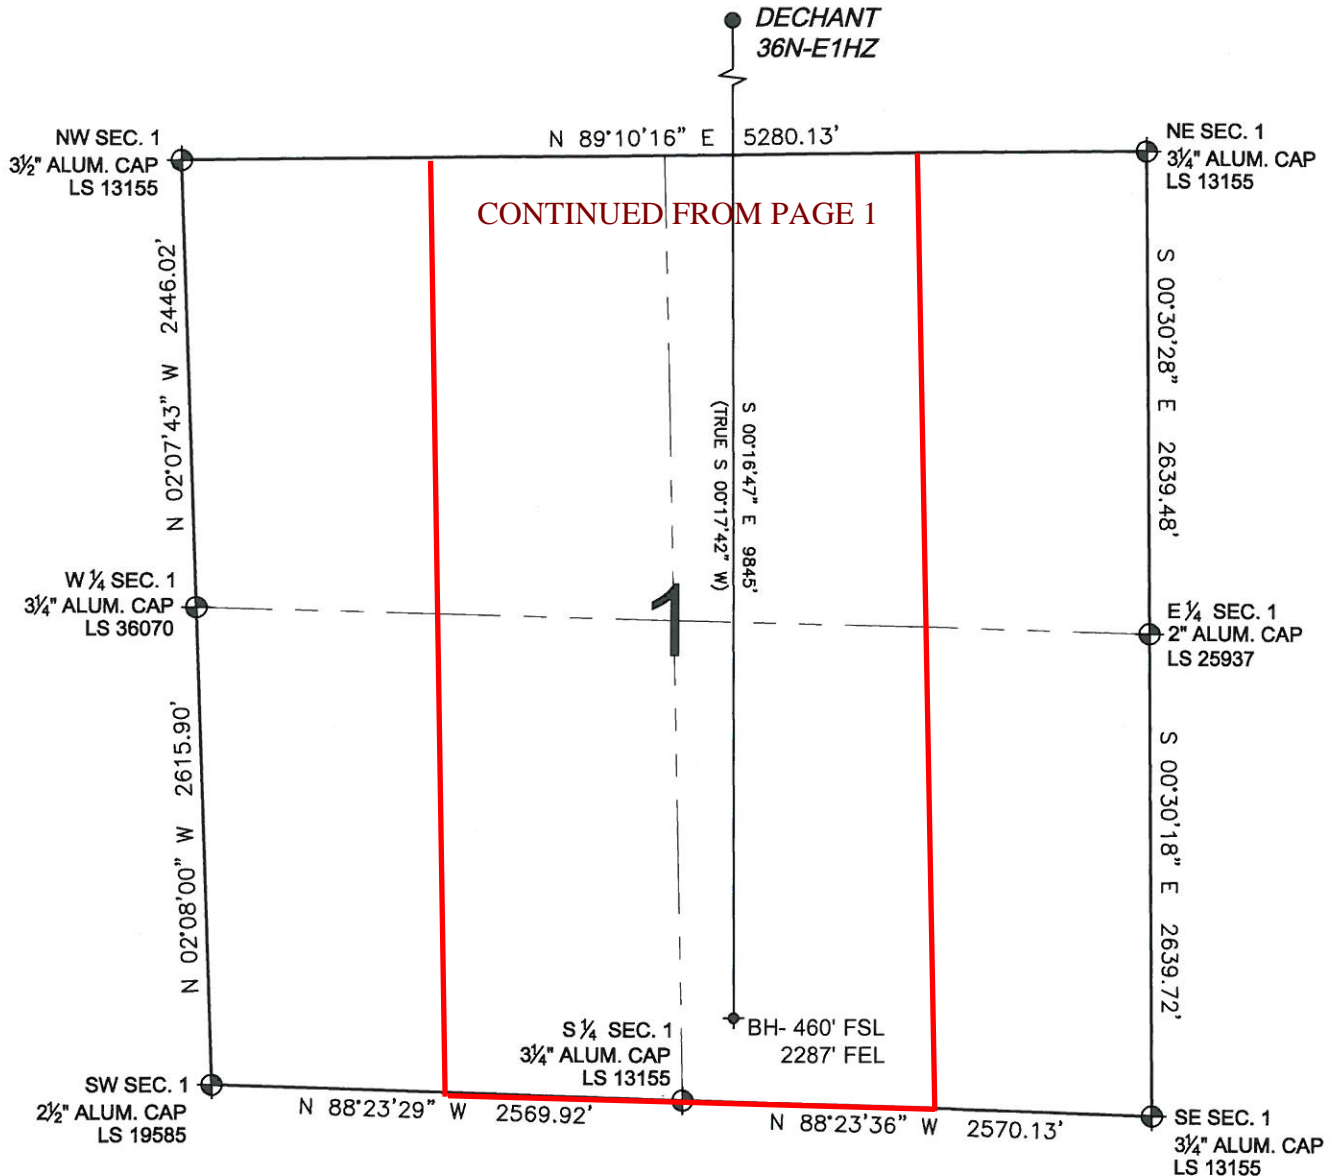 DECHANT
36N-E1HZ
N 89°10'16" E 5280.13'
NW SEC. 1
3½" ALUM. CAP
LS 13155
NE SEC. 1
3¼" ALUM. CAP
LS 13155
CONTINUED FROM PAGE 1
N 02°07'43" W 2446.02'
S 00°30'28" E 2639.48'
S 00°16'47" E 9845'
(TRUE S 00°17'42" W)
W ¼ SEC. 1
3¼" ALUM. CAP
LS 36070
1
E ¼ SEC. 1
2" ALUM. CAP
LS 25937
N 02°08'00" W 2615.90'
S 00°30'18" E 2639.72'
BH- 460' FSL
2287' FEL
S ¼ SEC. 1
3¼" ALUM. CAP
LS 13155
SW SEC. 1
2½" ALUM. CAP
LS 19585
N 88°23'29" W 2569.92'
N 88°23'36" W 2570.13'
SE SEC. 1
3¼" ALUM. CAP
LS 13155